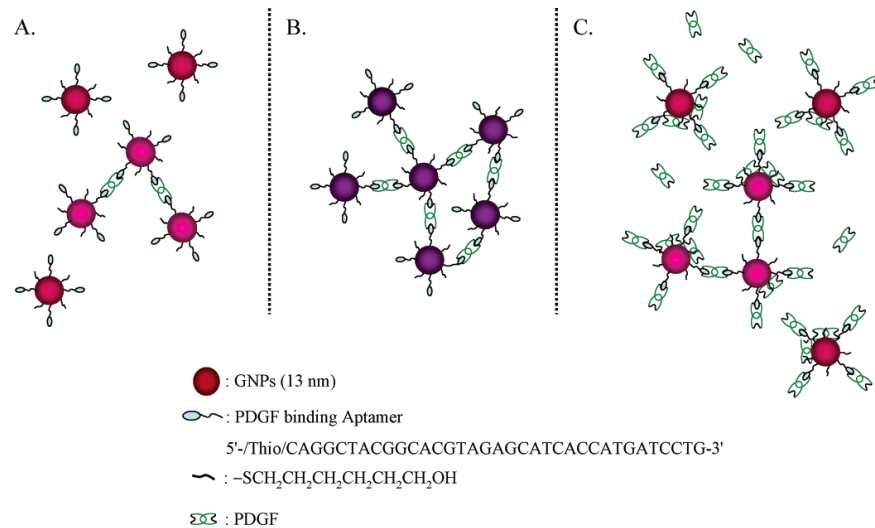 A.
B.
C.
: GNPs (13 nm)
: PDGF binding Aptamer
5'-/Thio/CAGGCTACGGCACGTAGAGCATCACCATGATCCTG-3'
: −SCH₂CH₂CH₂CH₂CH₂CH₂OH
: PDGF